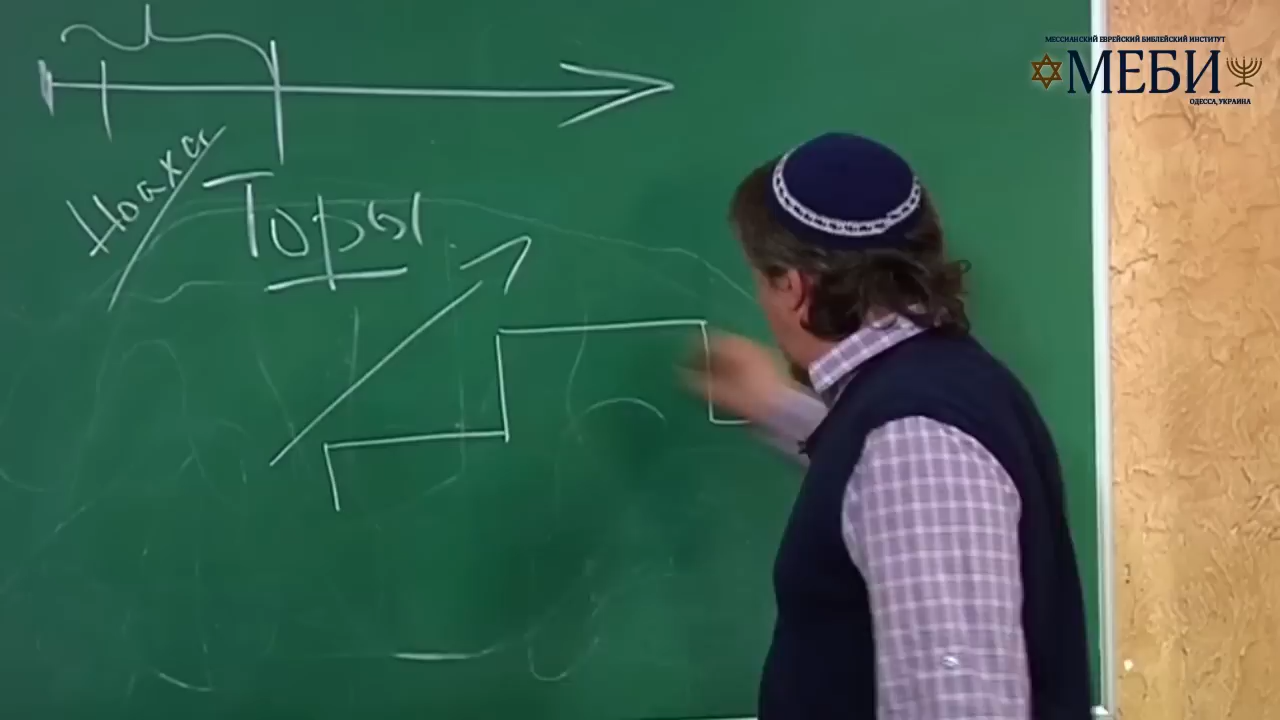 Ноаха
Торы
МЕССИАНСКИЙ ЕВРЕЙСКИЙ БИБЛЕЙСКИЙ ИНСТИТУТ
МЕБИ
ОДЕССА, УКРАИНА